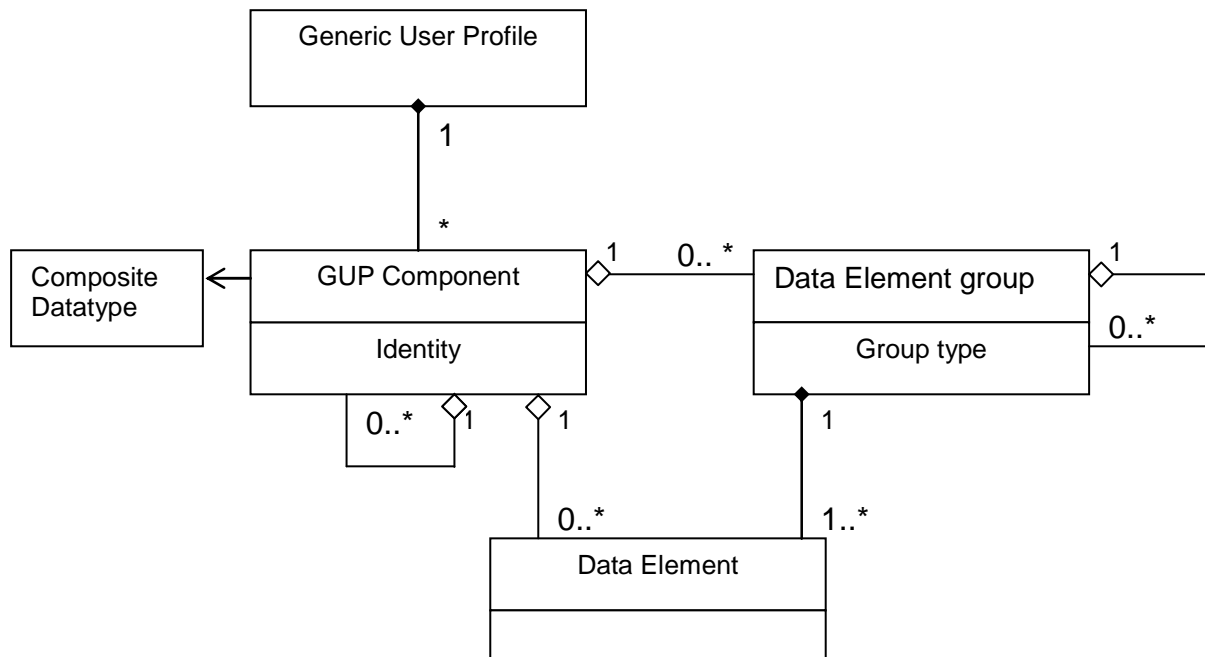 Generic User Profile
1
*
Composite
Datatype
GUP Component
1
0.. *
Data Element group
1
Identity
Group type
0..*
0..*
1
1
1
0..*
1..*
Data Element